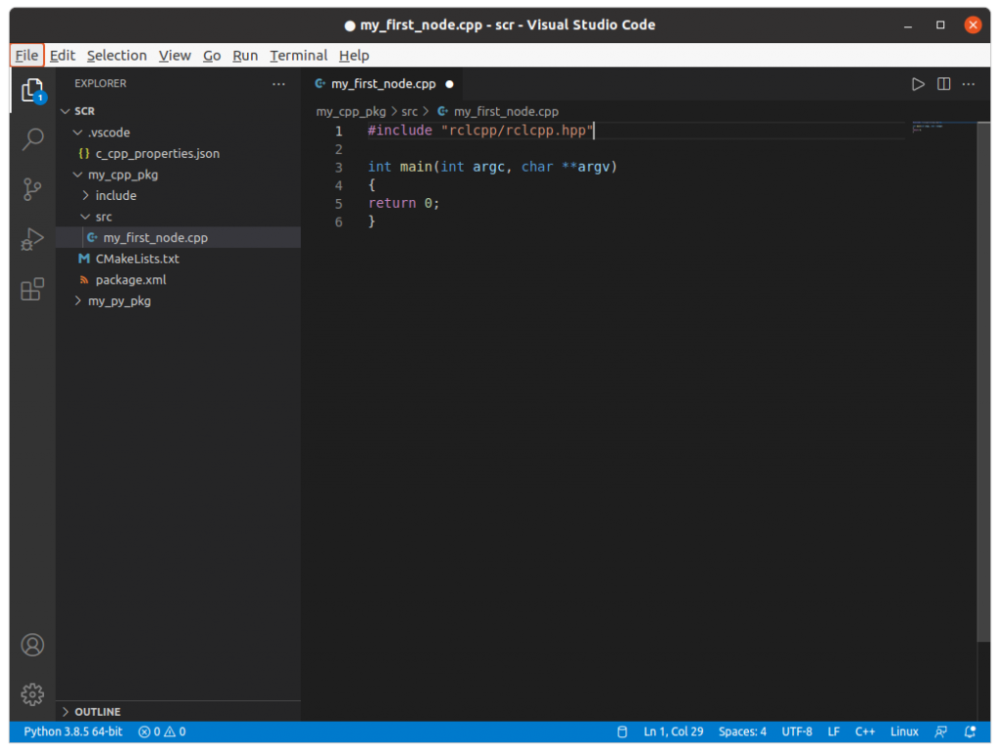 ● my_first_node.cpp - scr - Visual Studio Code
File Edit Selection View Go Run Terminal Help
EXPLORER
SCR
.vscode
{} c_cpp_properties.json
my_cpp_pkg
include
src
my_first_node.cpp
M CMakeLists.txt
package.xml
my_py_pkg
OUTLINE
1
my_first_node.cpp ●
my_cpp_pkg > src > my_first_node.cpp
1 #include "rclcpp/rclcpp.hpp"
2
3 int main(int argc, char **argv)
4 {
5 return 0;
6 }
Python 3.8.5 64-bit 0 0 Ln 1, Col 29 Spaces: 4 UTF-8 LF C++ Linux